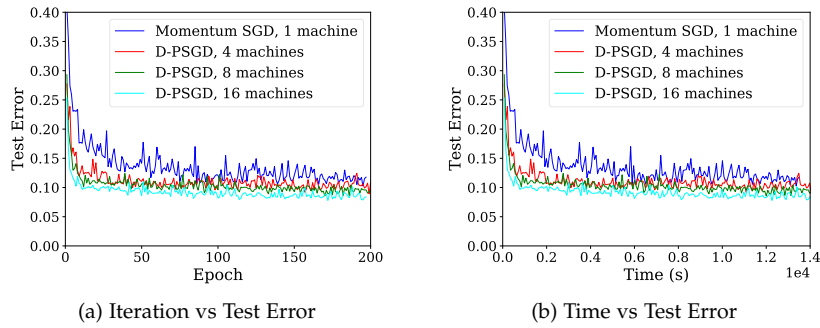 0.40
0.35
0.30
0.25
0.20
0.15
0.10
0.05
0.00
Test Error
Momentum SGD, 1 machine
D-PSGD, 4 machines
D-PSGD, 8 machines
D-PSGD, 16 machines
0 50 100 150 200
Epoch
(a) Iteration vs Test Error
0.40
0.35
0.30
0.25
0.20
0.15
0.10
0.05
0.00
Test Error
Momentum SGD, 1 machine
D-PSGD, 4 machines
D-PSGD, 8 machines
D-PSGD, 16 machines
0.0 0.2 0.4 0.6 0.8 1.0 1.2 1.4
1e4
Time (s)
(b) Time vs Test Error